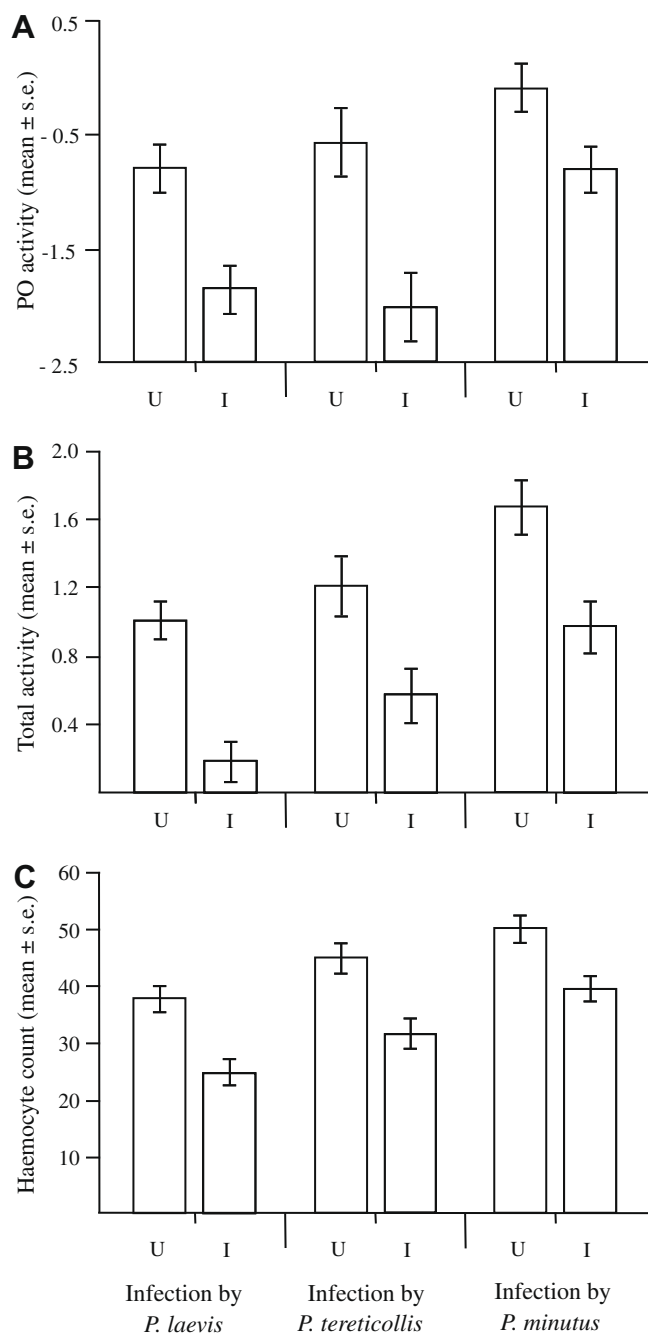 A
PO activity (mean ± s.e.)
0.5
- 0.5
-1.5
- 2.5
U I U I U I
B
Total activity (mean ± s.e.)
2.0
1.6
1.2
0.8
0.4
U I U I U I
C
Haemocyte count (mean ± s.e.)
60
50
40
30
20
10
U I U I U I
Infection by Infection by Infection by
P. laevis P. tereticollis P. minutus